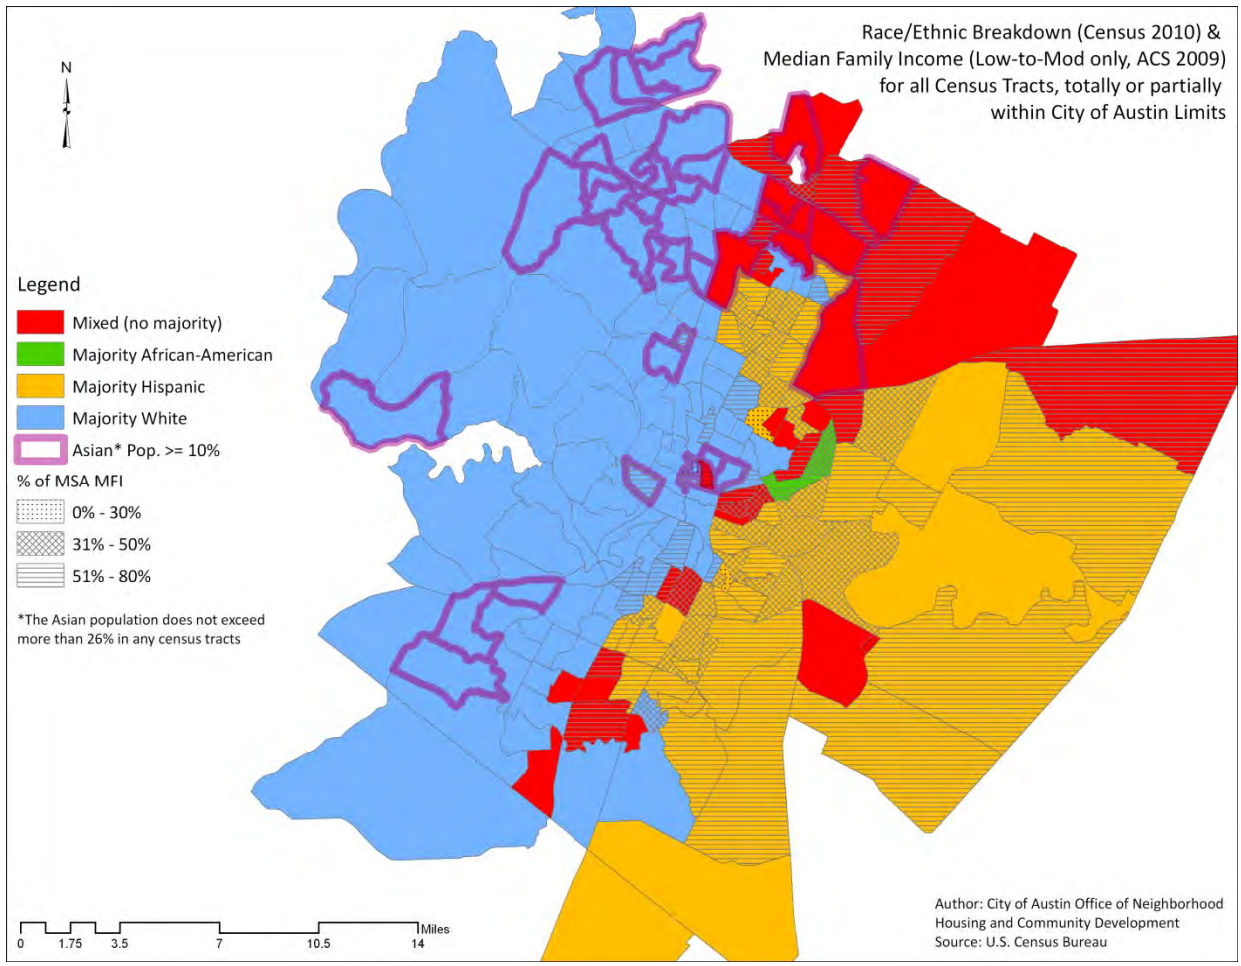 Race/Ethnic Breakdown (Census 2010) &
Median Family Income (Low-to-Mod only, ACS 2009)
for all Census Tracts, totally or partially
within City of Austin Limits
N
Legend
Mixed (no majority)
Majority African-American
Majority Hispanic
Majority White
Asian* Pop. >= 10%
% of MSA MFI
0% - 30%
31% - 50%
51% - 80%
*The Asian population does not exceed
more than 26% in any census tracts
Miles
0 1.75 3.5 7 10.5 14
Author: City of Austin Office of Neighborhood
Housing and Community Development
Source: U.S. Census Bureau